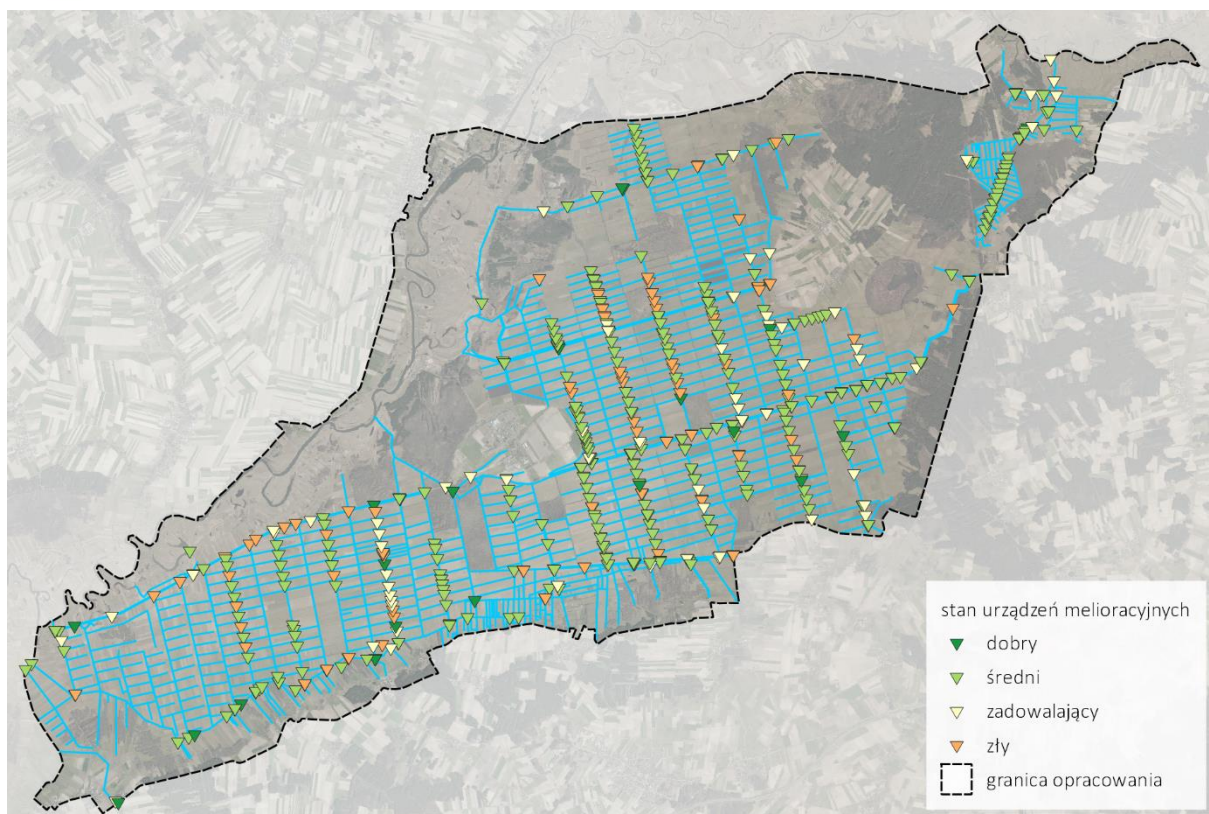 stan urządzeń melioracyjnych
dobry
średni
zadowalający
zły
granica opracowania